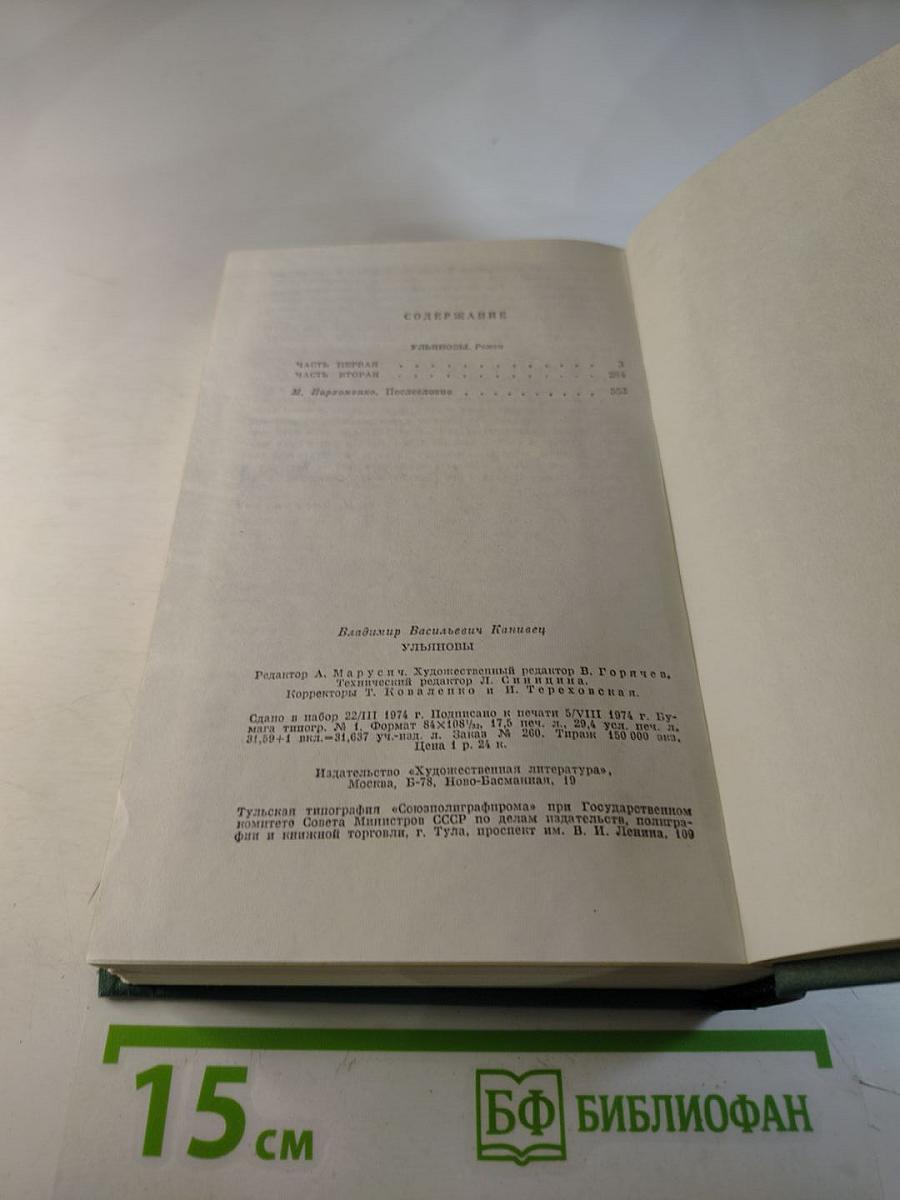 СОДЕРЖАНИЕ
УЛЬЯНОВЫ. Роман
ЧАСТЬ ПЕРВАЯ . . . . . . . . . . . . . 3
ЧАСТЬ ВТОРАЯ . . . . . . . . . . . . . 284
М. Пархоменко. Послесловие . . . . . . . . . 553
Владимир Васильевич Канивец
УЛЬЯНОВЫ
Редактор А. Марусич. Художественный редактор В. Горячев.
Технический редактор Л. Синицина.
Корректоры Т. Коваленко и И. Тереховская.
Сдано в набор 22/III 1974 г. Подписано к печати 5/VIII 1974 г. Бу-
мага типогр. № 1. Формат 84×108¹/₃₂. 17,5 печ. л., 29,4 усл. печ. л.
31,59+1 вкл.=31,637 уч.-изд. л. Заказ № 260. Тираж 150 000 экз.
Цена 1 р. 24 к.
Издательство «Художественная литература»,
Москва, Б-78, Ново-Басманная, 19
Тульская типография «Союзполиграфпрома» при Государственном
комитете Совета Министров СССР по делам издательств, полигра-
фии и книжной торговли, г. Тула, проспект им. В. И. Ленина, 109
15 см
БФ БИБЛИОФАН